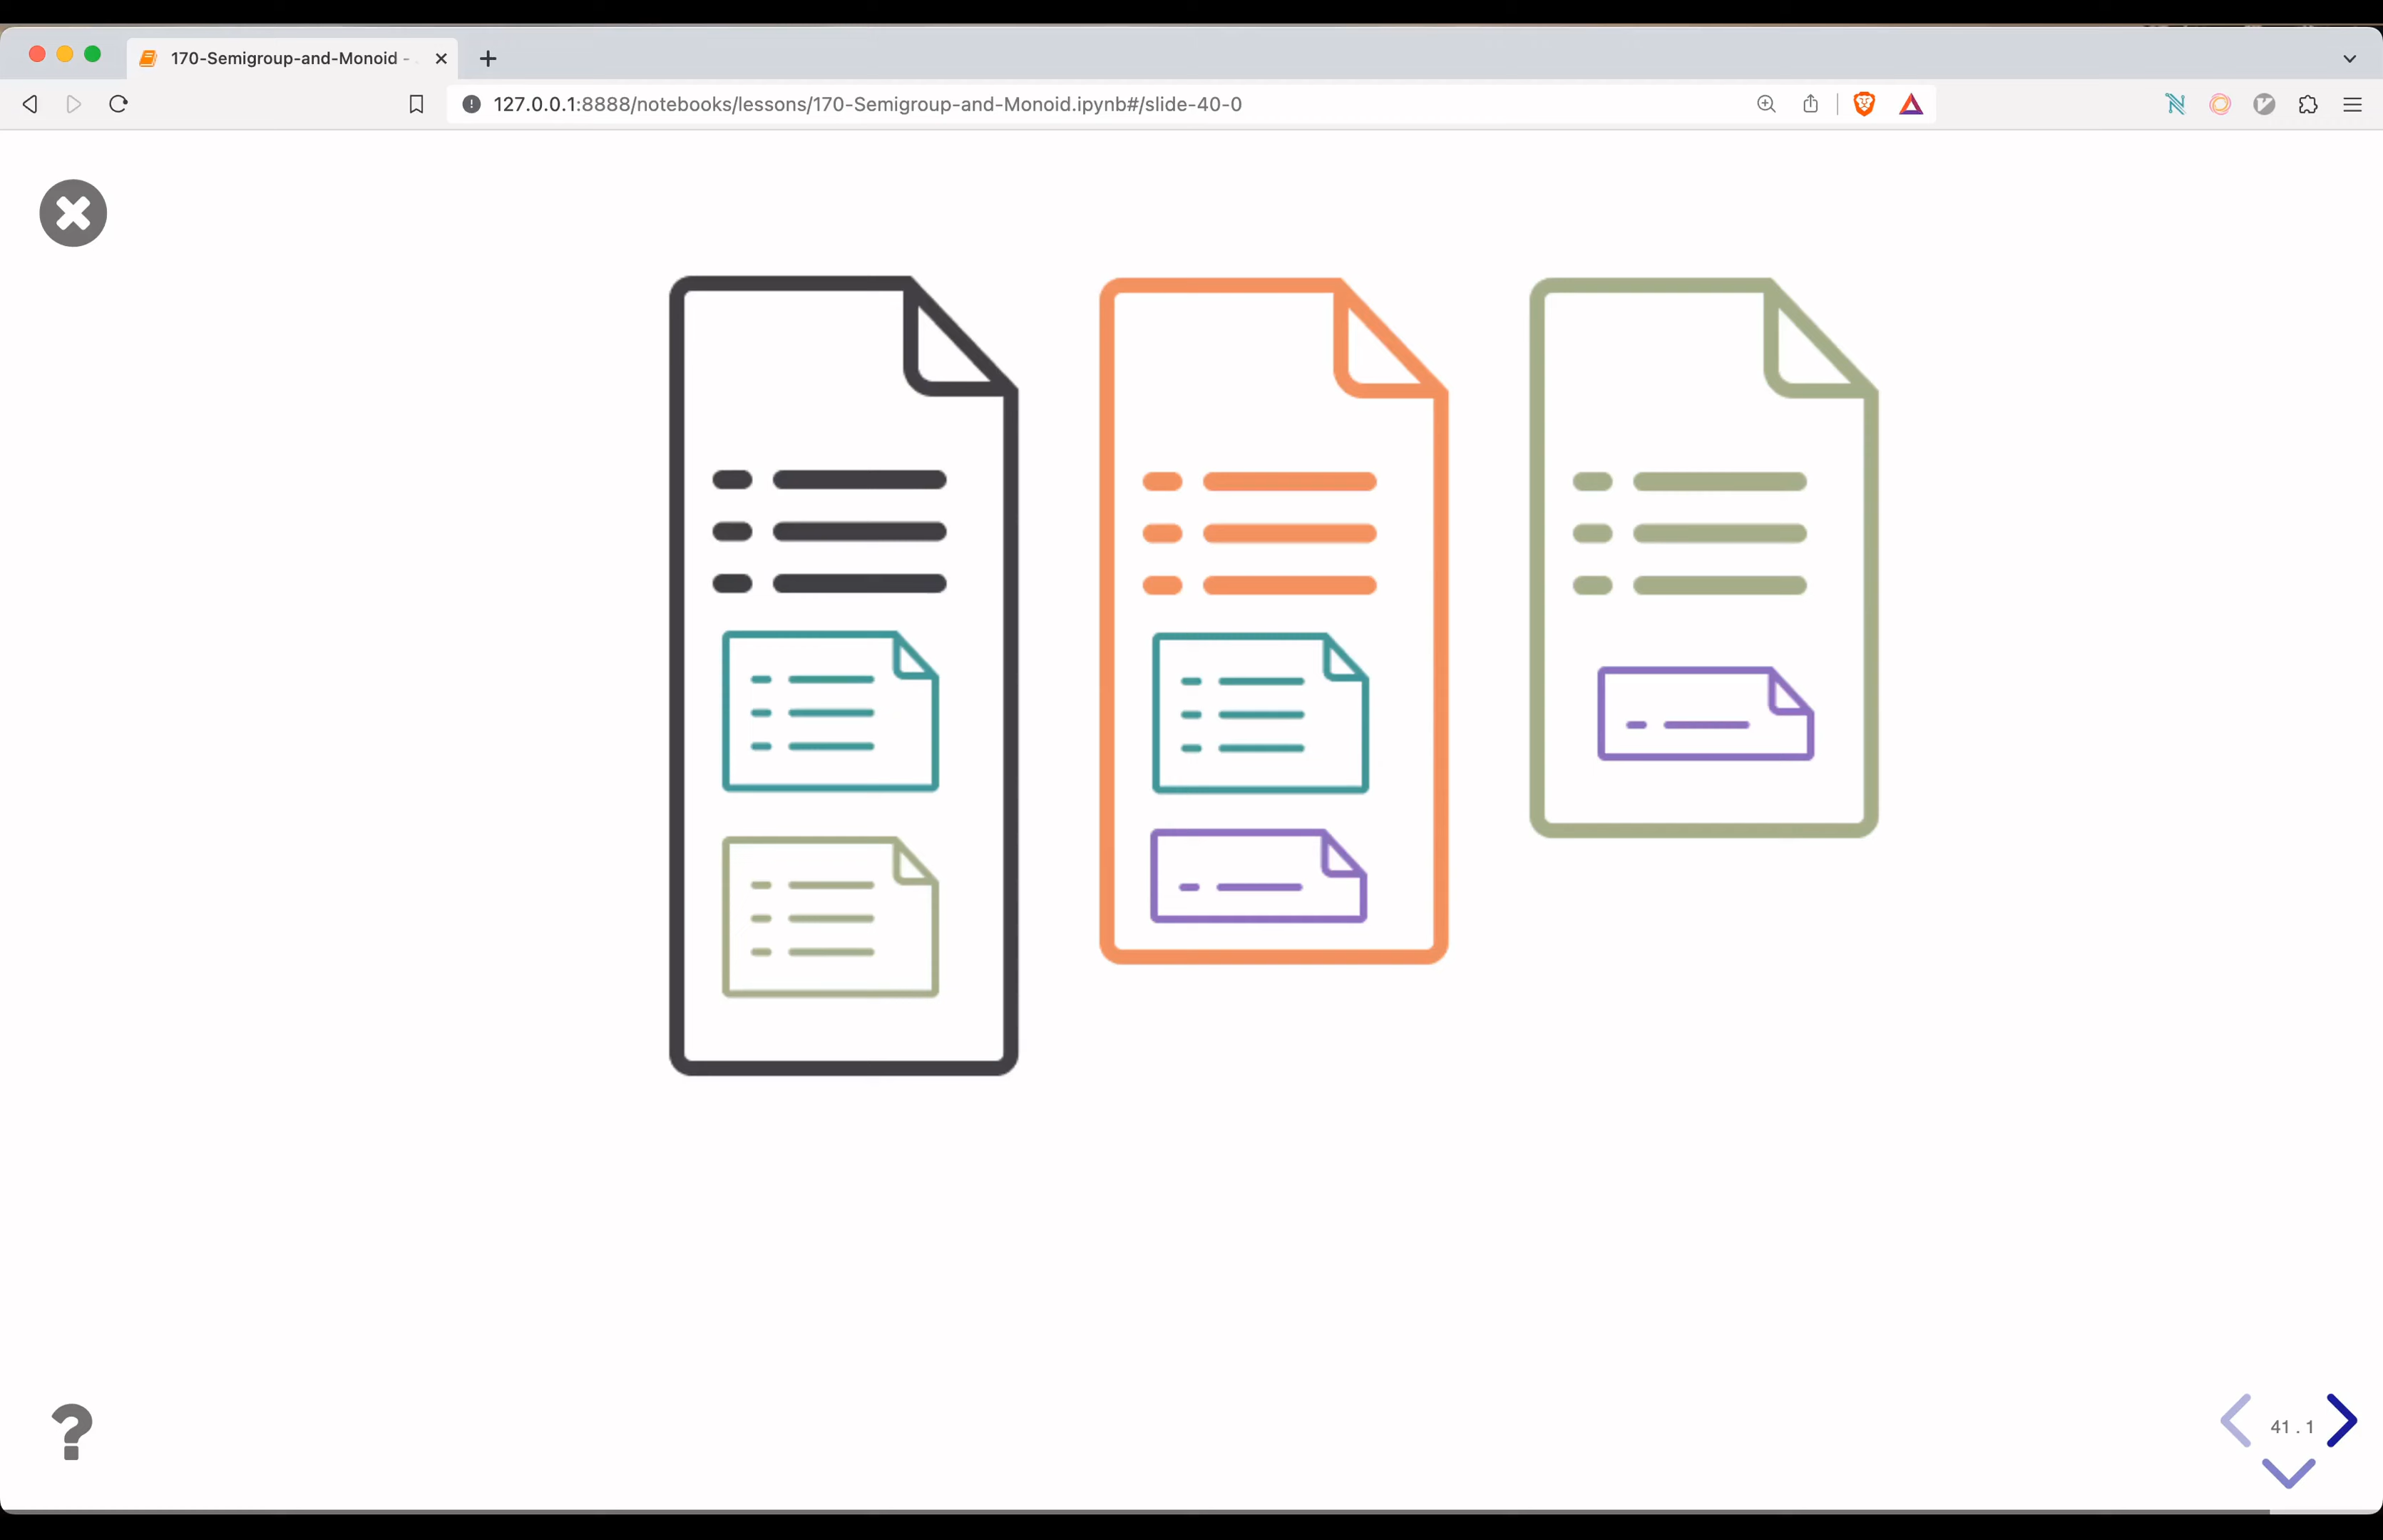 170-Semigroup-and-Monoid -
127.0.0.1:8888/notebooks/lessons/170-Semigroup-and-Monoid.ipynb#/slide-40-0
?
41 . 1